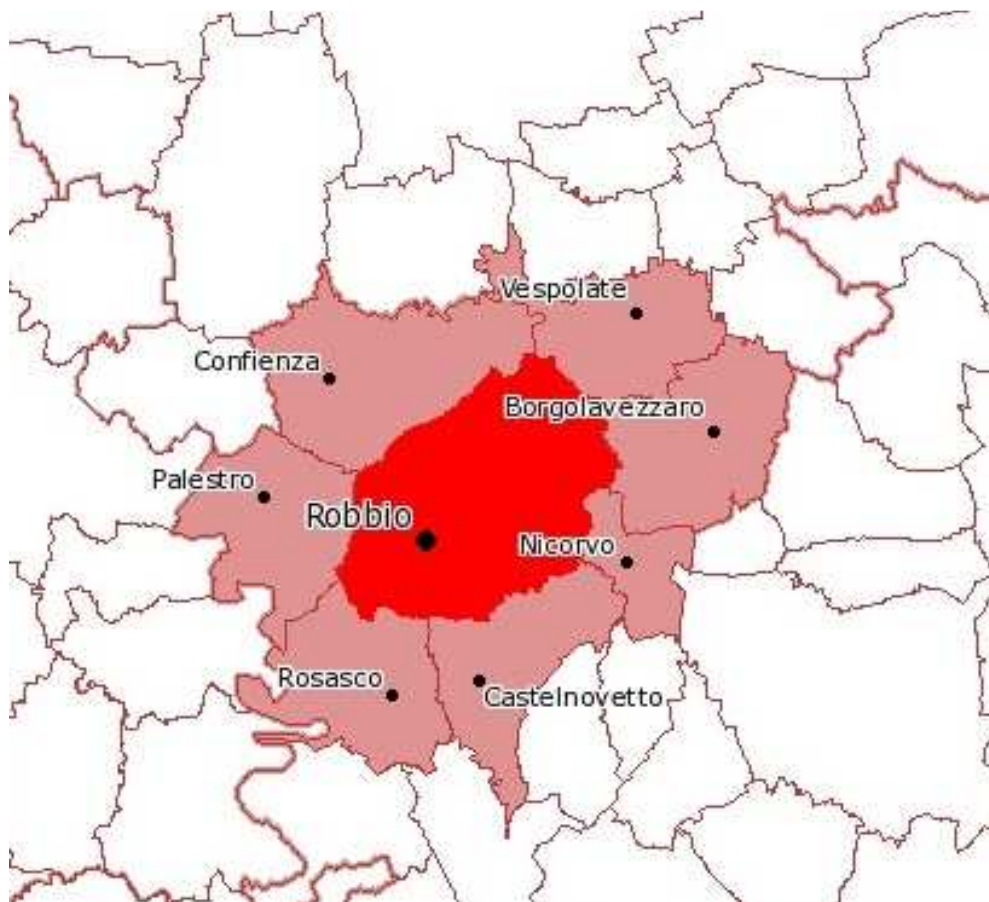 Vespolate
Confienza
Borgolavezzaro
Palestro
Robbio
Nicorvo
Rosasco
Castelnovetto